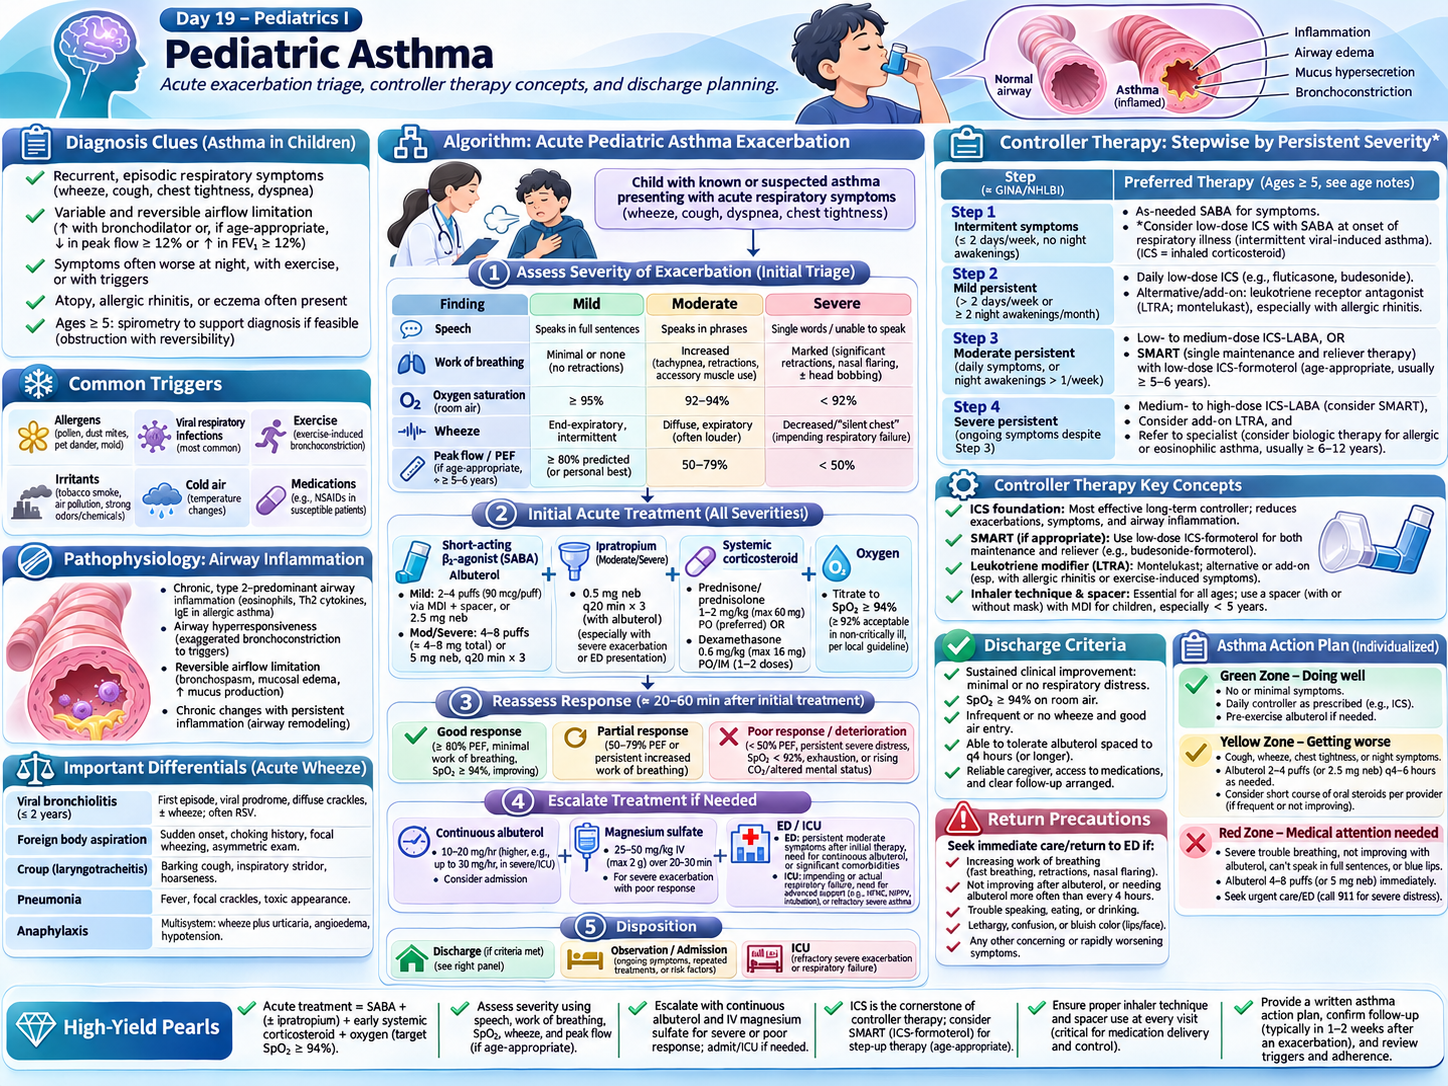 Day 19 – Pediatrics I
Pediatric Asthma
Acute exacerbation triage, controller therapy concepts, and discharge planning.
Normal
airway
Asthma
(inflamed)
Inflammation
Airway edema
Mucus hypersecretion
Bronchoconstriction
Diagnosis Clues (Asthma in Children)
Recurrent, episodic respiratory symptoms
(wheeze, cough, chest tightness, dyspnea)
Variable and reversible airflow limitation
(↑ with bronchodilator or, if age-appropriate,
↓ in peak flow ≥ 12% or ↑ in FEV₁ ≥ 12%)
Symptoms often worse at night, with exercise,
or with triggers
Atopy, allergic rhinitis, or eczema often present
Ages ≥ 5: spirometry to support diagnosis if feasible
(obstruction with reversibility)
Common Triggers
Allergens
(pollen, dust mites,
pet dander, mold)
Viral respiratory
infections
(most common)
Exercise
(exercise-induced
bronchoconstriction)
Irritants
(tobacco smoke,
air pollution, strong
odors/chemicals)
Cold air
(temperature
changes)
Medications
(e.g., NSAIDs in
susceptible patients)
Pathophysiology: Airway Inflammation
• Chronic, type 2–predominant airway
inflammation (eosinophils, Th2 cytokines,
IgE in allergic asthma)
• Airway hyperresponsiveness
(exaggerated bronchoconstriction
to triggers)
• Reversible airflow limitation
(bronchospasm, mucosal edema,
↑ mucus production)
• Chronic changes with persistent
inflammation (airway remodeling)
Important Differentials (Acute Wheeze)
Viral bronchiolitis
(≤ 2 years)
First episode, viral prodrome, diffuse crackles,
± wheeze; often RSV.
Foreign body aspiration
Sudden onset, choking history, focal
wheezing, asymmetric exam.
Croup (laryngotracheitis)
Barking cough, inspiratory stridor,
hoarseness.
Pneumonia
Fever, focal crackles, toxic appearance.
Anaphylaxis
Multisystem: wheeze plus urticaria, angioedema,
hypotension.
Algorithm: Acute Pediatric Asthma Exacerbation
Child with known or suspected asthma
presenting with acute respiratory symptoms
(wheeze, cough, dyspnea, chest tightness)
1 Assess Severity of Exacerbation (Initial Triage)
Finding Mild Moderate Severe
Speech Speaks in full sentences Speaks in phrases Single words / unable to speak
Work of breathing
Minimal or none
(no retractions)
Increased
(tachypnea, retractions,
accessory muscle use)
Marked (significant
retractions, nasal flaring,
± head bobbing)
O₂ Oxygen saturation
(room air)
≥ 95% 92–94% < 92%
Wheeze
End-expiratory,
intermittent
Diffuse, expiratory
(often louder)
Decreased/"silent chest"
(impending respiratory failure)
Peak flow / PEF
(if age-appropriate,
÷ ≥ 5–6 years)
≥ 80% predicted
(or personal best)
50–79%
< 50%
2 Initial Acute Treatment (All Severities)
Short-acting
β₂-agonist (SABA)
Albuterol
• Mild: 2–4 puffs (90 mcg/puff)
via MDI + spacer, or
2.5 mg neb
• Mod/Severe: 4–8 puffs
(≈ 4–8 mg total) or
5 mg neb, q20 min × 3
+
Ipratropium
(Moderate/Severe)
• 0.5 mg neb
q20 min × 3
(with albuterol)
(especially with
severe exacerbation
or ED presentation)
+
Systemic
corticosteroid
• Prednisone/
prednisolone
1–2 mg/kg (max 60 mg)
PO (preferred) OR
• Dexamethasone
0.6 mg/kg (max 16 mg)
PO/IM (1–2 doses)
+
O₂
Oxygen
• Titrate to
SpO₂ ≥ 94%
(≥ 92% acceptable
in non-critically ill,
per local guideline)
3 Reassess Response (≈ 20–60 min after initial treatment)
Good response
(≥ 80% PEF, minimal
work of breathing,
SpO₂ ≥ 94%, improving)
Partial response
(50–79% PEF or
persistent increased
work of breathing)
Poor response / deterioration
(< 50% PEF, persistent severe distress,
SpO₂ < 92%, exhaustion, or rising
CO₂/altered mental status)
4 Escalate Treatment if Needed
Continuous albuterol
• 10–20 mg/hr (higher, e.g.,
up to 30 mg/hr, in severe/ICU)
• Consider admission
+
Magnesium sulfate
• 25–50 mg/kg IV
(max 2 g) over 20–30 min
• For severe exacerbation
with poor response
+
ED / ICU
• ED: persistent moderate
symptoms after initial therapy,
need for continuous albuterol,
or significant comorbidities
• ICU: impending or actual
respiratory failure, need for
advanced support (e.g., HFNC, NIPPV,
intubation), or refractory severe asthma
5 Disposition
Discharge (if criteria met)
(see right panel)
Observation / Admission
(ongoing symptoms, repeated
treatments, or risk factors)
ICU
(refractory severe exacerbation
or respiratory failure)
Controller Therapy: Stepwise by Persistent Severity*
Step
(≈ GINA/NHLBI)
Preferred Therapy (Ages ≥ 5, see age notes)
Step 1
Intermitent symptoms
(≤ 2 days/week, no night
awakenings)
• As-needed SABA for symptoms.
• *Consider low-dose ICS with SABA at onset of
respiratory illness (intermittent viral-induced asthma).
(ICS = inhaled corticosteroid)
Step 2
Mild persistent
(> 2 days/week or
≥ 2 night awakenings/month)
• Daily low-dose ICS (e.g., fluticasone, budesonide).
• Alternative/add-on: leukotriene receptor antagonist
(LTRA; montelukast), especially with allergic rhinitis.
Step 3
Moderate persistent
(daily symptoms, or
night awakenings > 1/week)
• Low- to medium-dose ICS-LABA, OR
• SMART (single maintenance and reliever therapy)
with low-dose ICS-formoterol (age-appropriate, usually
≥ 5–6 years).
Step 4
Severe persistent
(ongoing symptoms despite
Step 3)
• Medium- to high-dose ICS-LABA (consider SMART),
• Consider add-on LTRA, and
• Refer to specialist (consider biologic therapy for allergic
or eosinophilic asthma, usually ≥ 6–12 years).
Controller Therapy Key Concepts
ICS foundation: Most effective long-term controller; reduces
exacerbations, symptoms, and airway inflammation.
SMART (if appropriate): Use low-dose ICS-formoterol for both
maintenance and reliever (e.g., budesonide-formoterol).
Leukotriene modifier (LTRA): Montelukast; alternative or add-on
(esp. with allergic rhinitis or exercise-induced symptoms).
Inhaler technique & spacer: Essential for all ages; use a spacer (with or
without mask) with MDI for children, especially < 5 years.
Discharge Criteria
Sustained clinical improvement:
minimal or no respiratory distress.
SpO₂ ≥ 94% on room air.
Infrequent or no wheeze and good
air entry.
Able to tolerate albuterol spaced to
q4 hours (or longer).
Reliable caregiver, access to medications,
and clear follow-up arranged.
Return Precautions
Seek immediate care/return to ED if:
Increasing work of breathing
(fast breathing, retractions, nasal flaring).
Not improving after albuterol, or needing
albuterol more often than every 4 hours.
Trouble speaking, eating, or drinking.
Lethargy, confusion, or bluish color (lips/face).
Any other concerning or rapidly worsening
symptoms.
Asthma Action Plan (Individualized)
Green Zone – Doing well
• No or minimal symptoms.
• Daily controller as prescribed (e.g., ICS).
• Pre-exercise albuterol if needed.
Yellow Zone – Getting worse
• Cough, wheeze, chest tightness, or night symptoms.
• Albuterol 2–4 puffs (or 2.5 mg neb) q4–6 hours
as needed.
• Consider short course of oral steroids per provider
(if frequent or not improving).
Red Zone – Medical attention needed
• Severe trouble breathing, not improving with
albuterol, can't speak in full sentences, or blue lips.
• Albuterol 4–8 puffs (or 5 mg neb) immediately.
• Seek urgent care/ED (call 911 for severe distress).
High-Yield Pearls
Acute treatment = SABA +
(± ipratropium) + early systemic
corticosteroid + oxygen (target
SpO₂ ≥ 94%).
Assess severity using
speech, work of breathing,
SpO₂, wheeze, and peak flow
(if age-appropriate).
Escalate with continuous
albuterol and IV magnesium
sulfate for severe or poor
response; admit/ICU if needed.
ICS is the cornerstone of
controller therapy; consider
SMART (ICS-formoterol) for
step-up therapy (age-appropriate).
Ensure proper inhaler technique
and spacer use at every visit
(critical for medication delivery
and control).
Provide a written asthma
action plan, confirm follow-up
(typically in 1–2 weeks after
an exacerbation), and review
triggers and adherence.